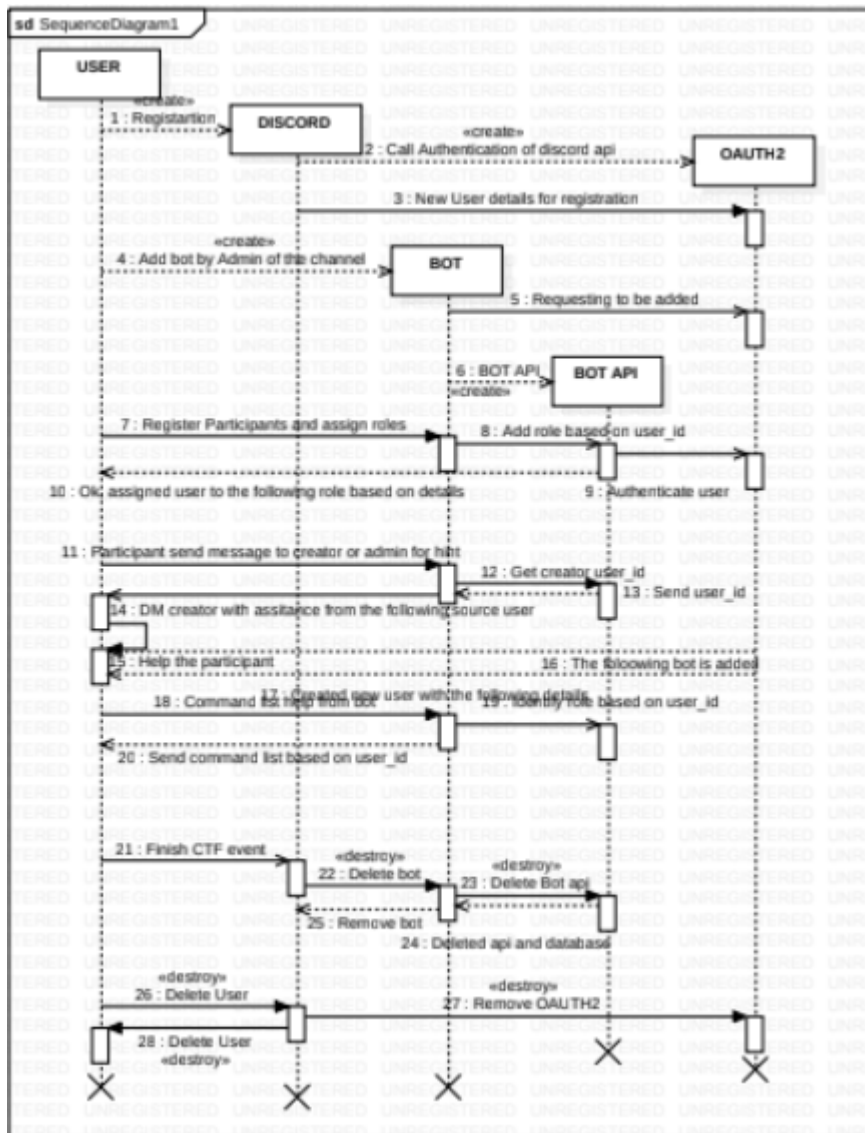 sd SequenceDiagram1
USER
«create»
1 : Registartion
DISCORD
«create»
2 : Call Authentication of discord api
OAUTH2
3 : New User details for registration
«create»
4 : Add bot by Admin of the channel
BOT
5 : Requesting to be added
6 : BOT API
«create»
BOT API
7 : Register Participants and assign roles
8 : Add role based on user_id
10 : Ok, assigned user to the following role based on details
9 : Authenticate user
11 : Participant send message to creator or admin for hint
12 : Get creator user_id
13 : Send user_id
14 : DM creator with assitance from the following source user
15 : Help the participant
16 : The foloowing bot is added
17 : Created new user with the following details
18 : Command list help from bot
19 : Identify role based on user_id
20 : Send command list based on user_id
21 : Finish CTF event
«destroy»
22 : Delete bot
«destroy»
23 : Delete Bot api
25 : Remove bot
24 : Deleted api and database
«destroy»
26 : Delete User
«destroy»
27 : Remove OAUTH2
28 : Delete User
«destroy»
UNREGISTERED